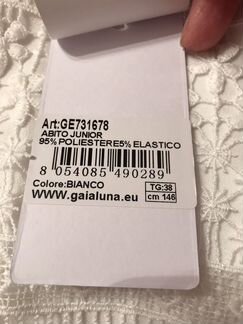 Art:GE731678
ABITO JUNIOR
95% POLIESTERE5% ELASTICO
8 054085 490289
Colore:BIANCO
TG:38
www.gaialuna.eu
cm 146